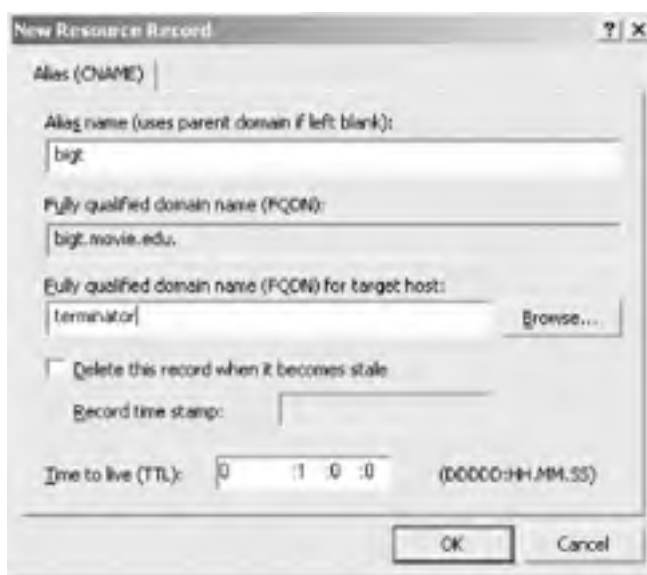 New Resource Record
Alias (CNAME)
Alias name (uses parent domain if left blank):
bigt
Fully qualified domain name (FQDN):
bigt.movie.edu.
Fully qualified domain name (FQDN) for target host:
terminator
Browse...
Delete this record when it becomes stale
Record time stamp:
Time to live (TTL): 0 :1 :0 :0 (DDDDD:HH.MM.SS)
OK Cancel